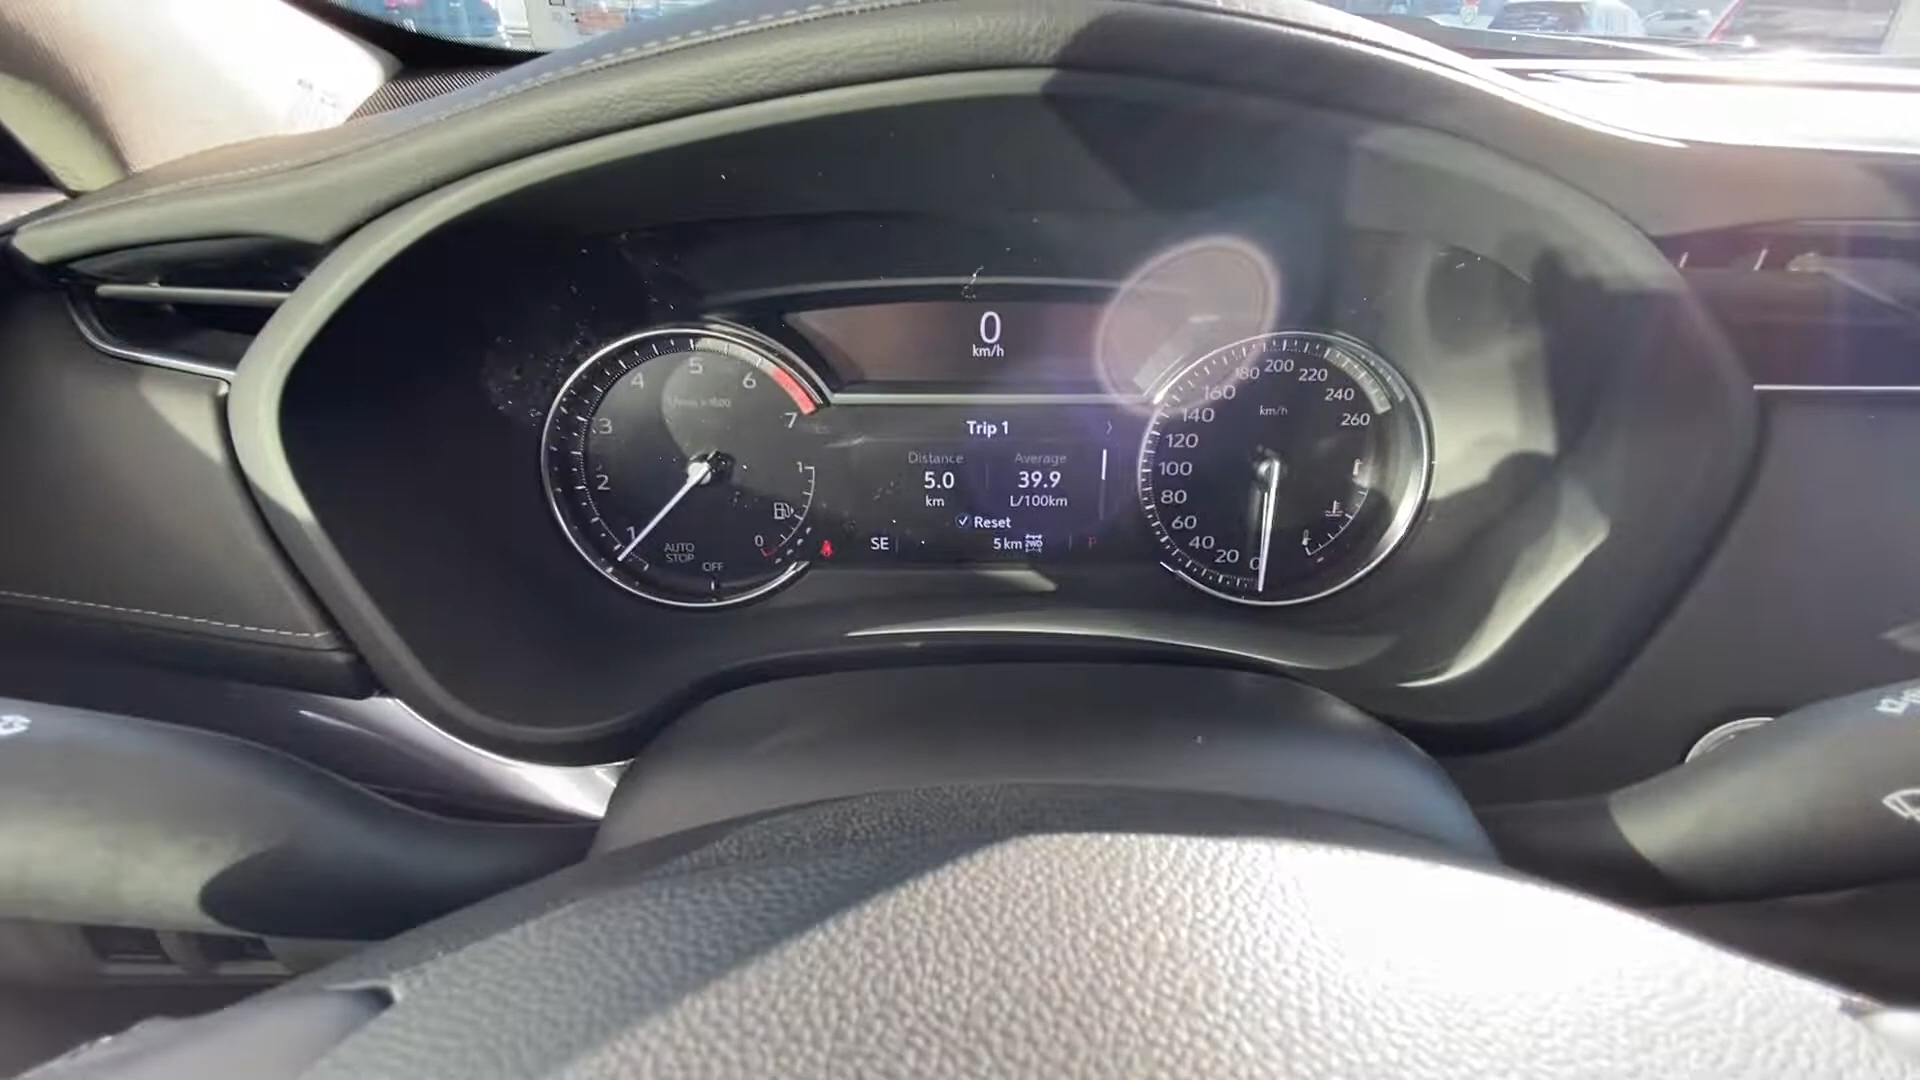 0
km/h
4 5 6
3 7
2
1
AUTO
STOP
OFF
1
0
Trip 1
Distance Average
5.0 39.9
km L/100km
Reset
SE 5 km 2WD P
180 200 220
160 240
140 km/h 260
120
100
80
60
40
20
0